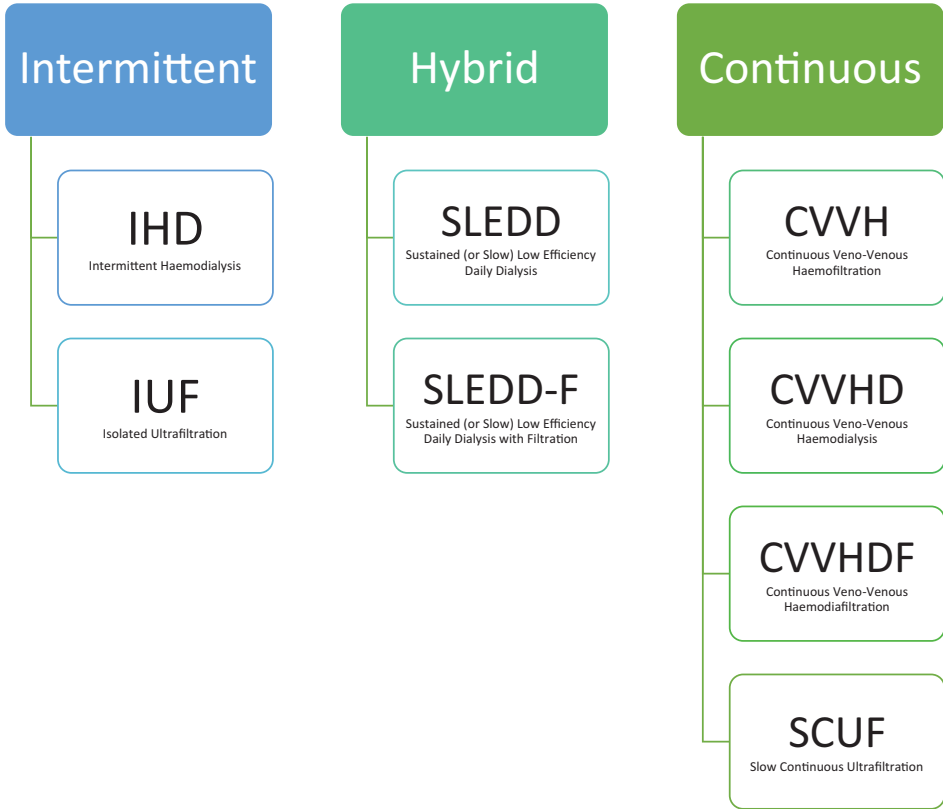 Intermittent
IHD
Intermittent Haemodialysis
IUF
Isolated Ultrafiltration
Hybrid
SLEDD
Sustained (or Slow) Low Efficiency
Daily Dialysis
SLEDD-F
Sustained (or Slow) Low Efficiency
Daily Dialysis with Filtration
Continuous
CVVH
Continuous Veno-Venous
Haemofiltration
CVVHD
Continuous Veno-Venous
Haemodialysis
CVVHDF
Continuous Veno-Venous
Haemodiafiltration
SCUF
Slow Continuous Ultrafiltration